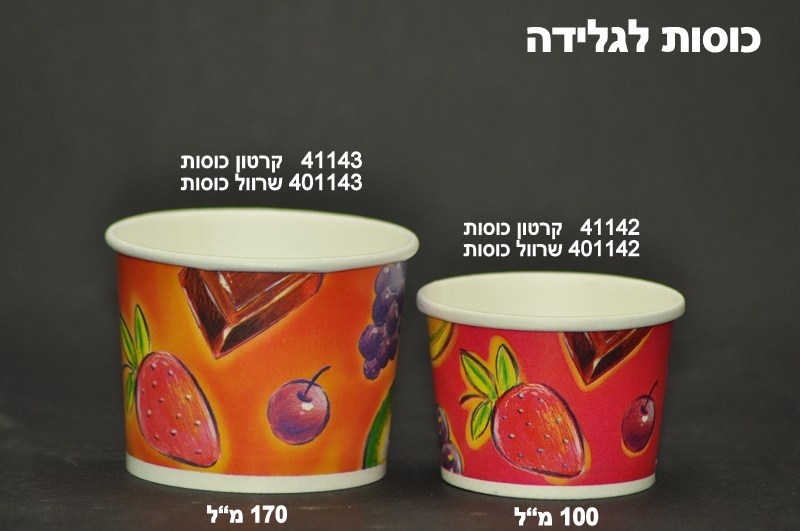 כוסות לגלידה
41143 קרטון כוסות
401143 שרוול כוסות
41142 קרטון כוסות
401142 שרוול כוסות
170 מ“ל
100 מ“ל